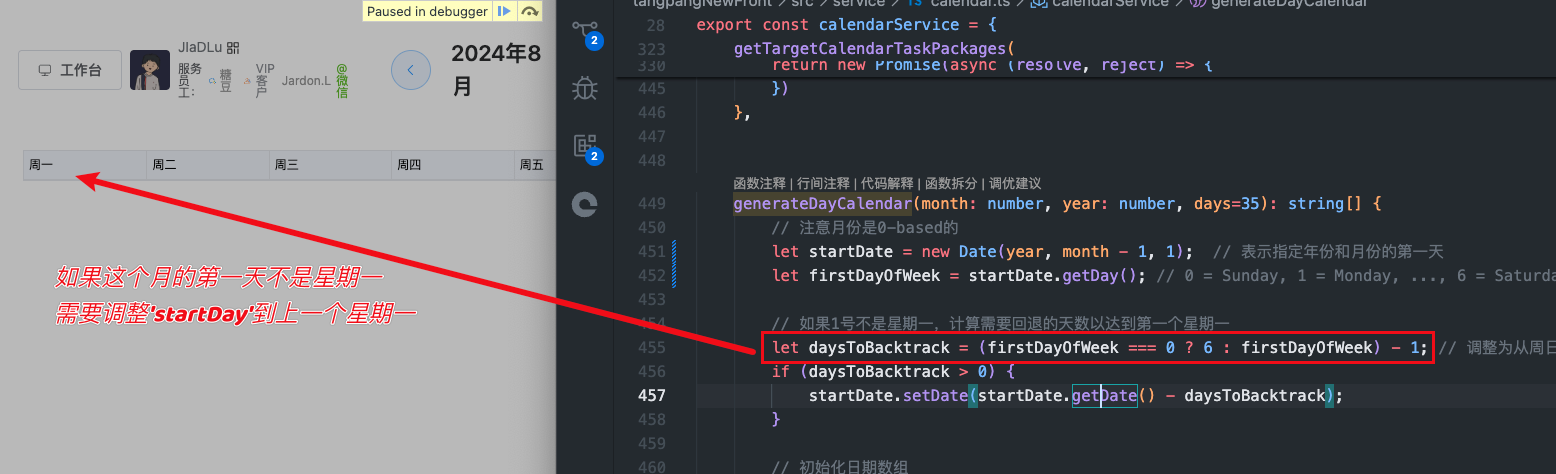 Paused in debugger
工作台
JIaDLu
服务员工:
糖豆
VIP客户
Jardon.L
@微信
2024年8月
周一
周二
周三
周四
周五
如果这个月的第一天不是星期一
需要调整'startDay'到上一个星期一
tangpangNewFront > src > service > TS calendar.ts > calendarService > generateDayCalendar
28 export const calendarService = {
323 getTargetCalendarTaskPackages(
330 return new Promise(async (resolve, reject) => {
445 })
446 },
447
448
函数注释 | 行间注释 | 代码解释 | 函数拆分 | 调优建议
449 generateDayCalendar(month: number, year: number, days=35): string[] {
450 // 注意月份是0-based的
451 let startDate = new Date(year, month - 1, 1); // 表示指定年份和月份的第一天
452 let firstDayOfWeek = startDate.getDay(); // 0 = Sunday, 1 = Monday, ..., 6 = Saturda
453
454 // 如果1号不是星期一，计算需要回退的天数以达到第一个星期一
455 let daysToBacktrack = (firstDayOfWeek === 0 ? 6 : firstDayOfWeek) - 1; // 调整为从周日
456 if (daysToBacktrack > 0) {
457 startDate.setDate(startDate.getDate() - daysToBacktrack);
458 }
459
460 // 初始化日期数组
2
2